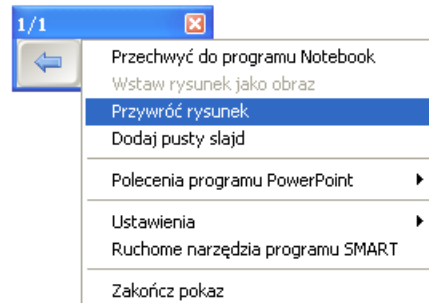 1/1
Przechwyć do programu Notebook
Wstaw rysunek jako obraz
Przywróć rysunek
Dodaj pusty slajd
Polecenia programu PowerPoint
Ustawienia
Ruchome narzędzia programu SMART
Zakończ pokaz